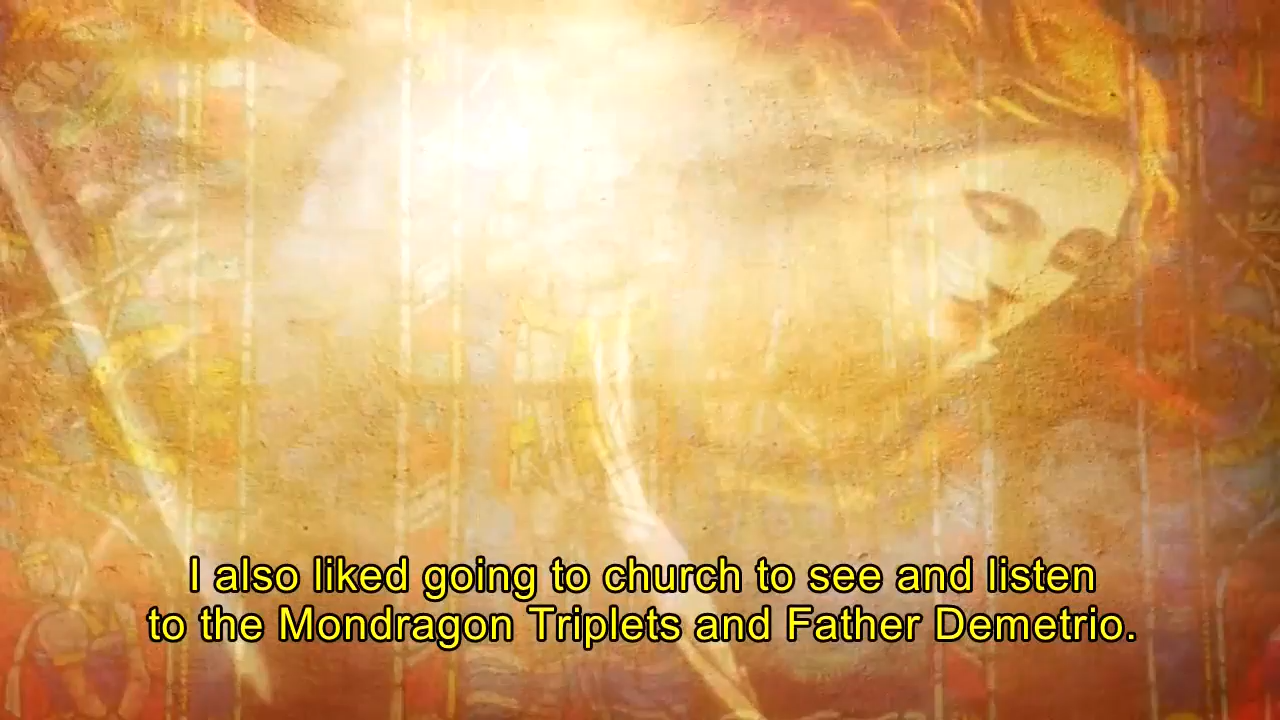 I also liked going to church to see and listen
to the Mondragon Triplets and Father Demetrio.